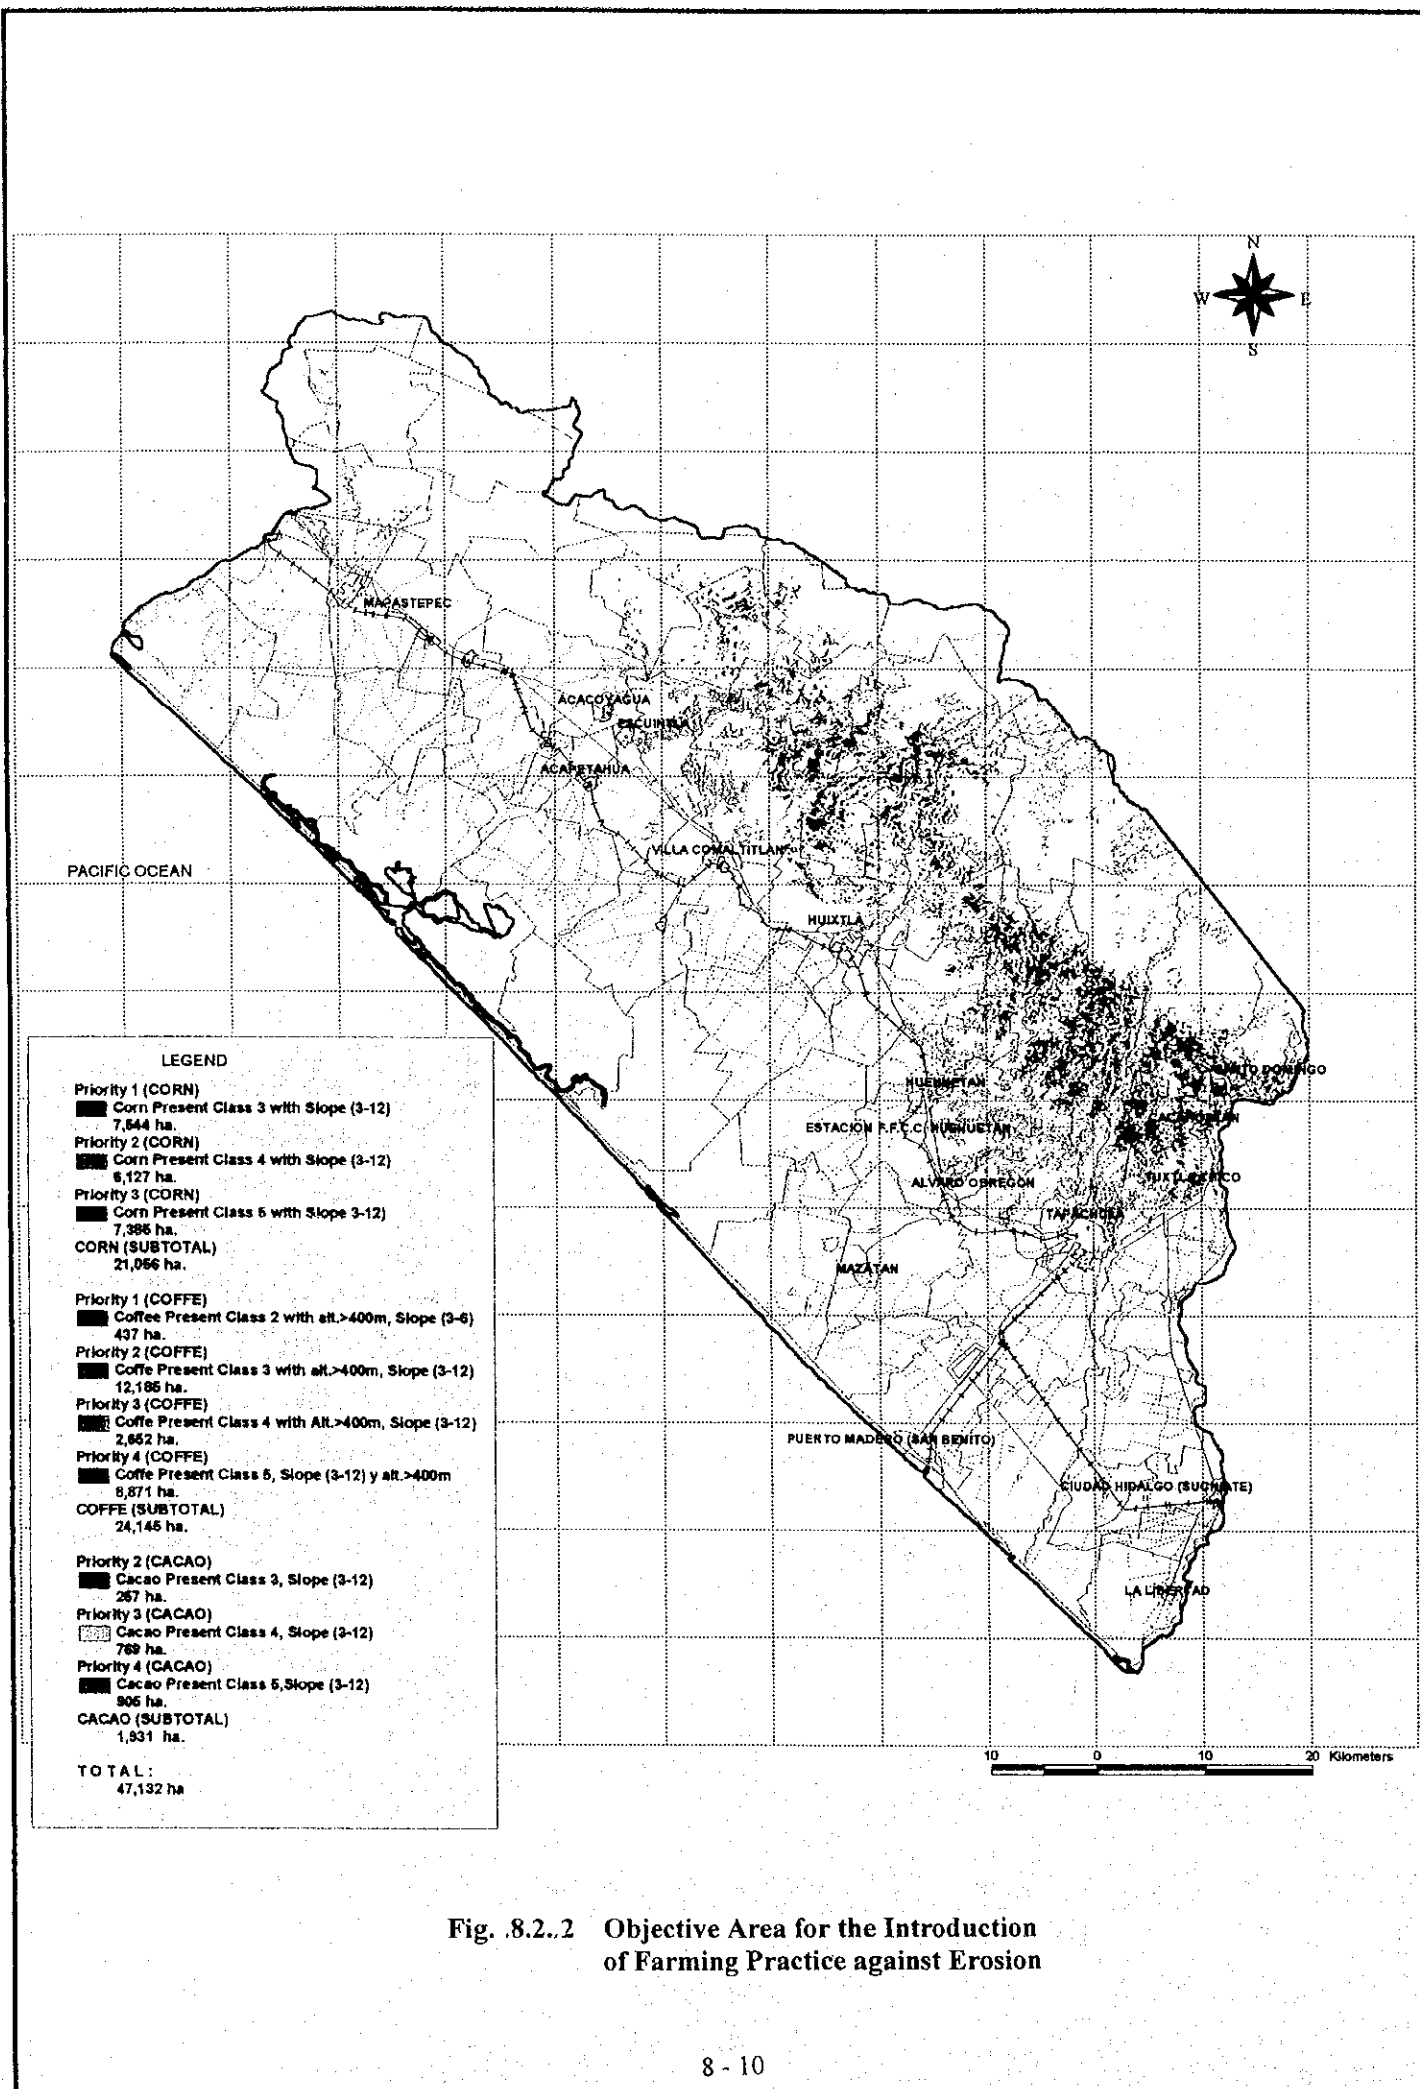 N
W E
S
MAPASTEPEC
ACACOYAGUA
ESCUINTLA
ACAPETAHUA
VILLA COMALTITLAN
PACIFIC OCEAN
HUIXTLA
SANTO DOMINGO
HUEHUETAN
ESTACION F.F.C.C. HUEHUETAN
ALVARO OBREGON
TAPACHULA
MAZATAN
PUERTO MADERO (SAN BENITO)
CIUDAD HIDALGO (SUCHIATE)
LA LIBERTAD
LEGEND
Priority 1 (CORN)
Corn Present Class 3 with Slope (3-12)
7,544 ha.
Priority 2 (CORN)
Corn Present Class 4 with Slope (3-12)
6,127 ha.
Priority 3 (CORN)
Corn Present Class 5 with Slope 3-12)
7,385 ha.
CORN (SUBTOTAL)
21,056 ha.
Priority 1 (COFFE)
Coffee Present Class 2 with alt.>400m, Slope (3-6)
437 ha.
Priority 2 (COFFE)
Coffe Present Class 3 with alt.>400m, Slope (3-12)
12,185 ha.
Priority 3 (COFFE)
Coffe Present Class 4 with Alt.>400m, Slope (3-12)
2,652 ha.
Priority 4 (COFFE)
Coffe Present Class 5, Slope (3-12) y alt.>400m
8,871 ha.
COFFE (SUBTOTAL)
24,145 ha.
Priority 2 (CACAO)
Cacao Present Class 3, Slope (3-12)
257 ha.
Priority 3 (CACAO)
Cacao Present Class 4, Slope (3-12)
769 ha.
Priority 4 (CACAO)
Cacao Present Class 5,Slope (3-12)
905 ha.
CACAO (SUBTOTAL)
1,931 ha.
TOTAL:
47,132 ha
10 0 10 20 Kilometers
Fig. .8.2..2 Objective Area for the Introduction
of Farming Practice against Erosion
8 - 10